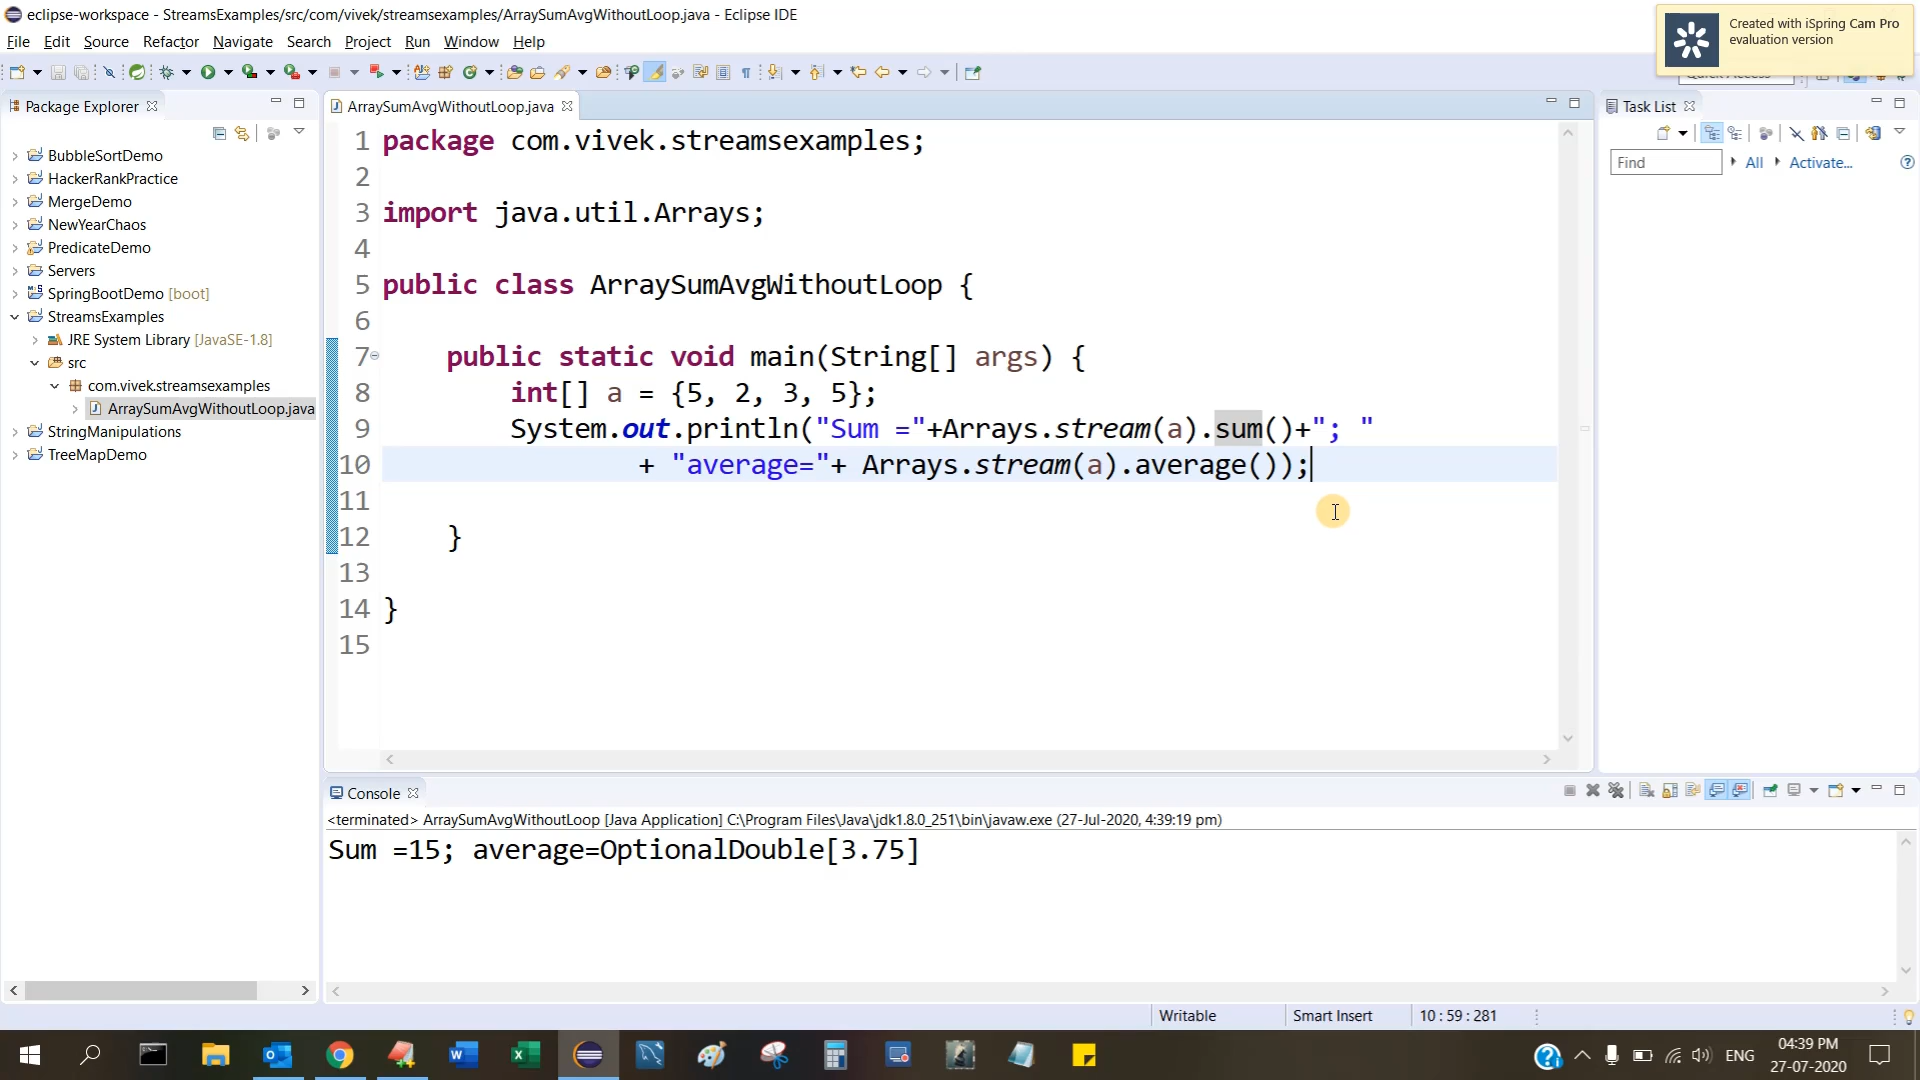 eclipse-workspace - StreamsExamples/src/com/vivek/streamsexamples/ArraySumAvgWithoutLoop.java - Eclipse IDE
File Edit Source Refactor Navigate Search Project Run Window Help
Created with iSpring Cam Pro
evaluation version
Package Explorer
BubbleSortDemo
HackerRankPractice
MergeDemo
NewYearChaos
PredicateDemo
Servers
SpringBootDemo [boot]
StreamsExamples
JRE System Library [JavaSE-1.8]
src
com.vivek.streamsexamples
ArraySumAvgWithoutLoop.java
StringManipulations
TreeMapDemo
ArraySumAvgWithoutLoop.java
1 package com.vivek.streamsexamples;
2
3 import java.util.Arrays;
4
5 public class ArraySumAvgWithoutLoop {
6
7 public static void main(String[] args) {
8 int[] a = {5, 2, 3, 5};
9 System.out.println("Sum ="+Arrays.stream(a).sum()+"; "
10 + "average="+ Arrays.stream(a).average());
11
12 }
13
14 }
15
Task List
Find All Activate...
Console
<terminated> ArraySumAvgWithoutLoop [Java Application] C:\Program Files\Java\jdk1.8.0_251\bin\javaw.exe (27-Jul-2020, 4:39:19 pm)
Sum =15; average=OptionalDouble[3.75]
Writable Smart Insert 10 : 59 : 281
ENG
04:39 PM
27-07-2020